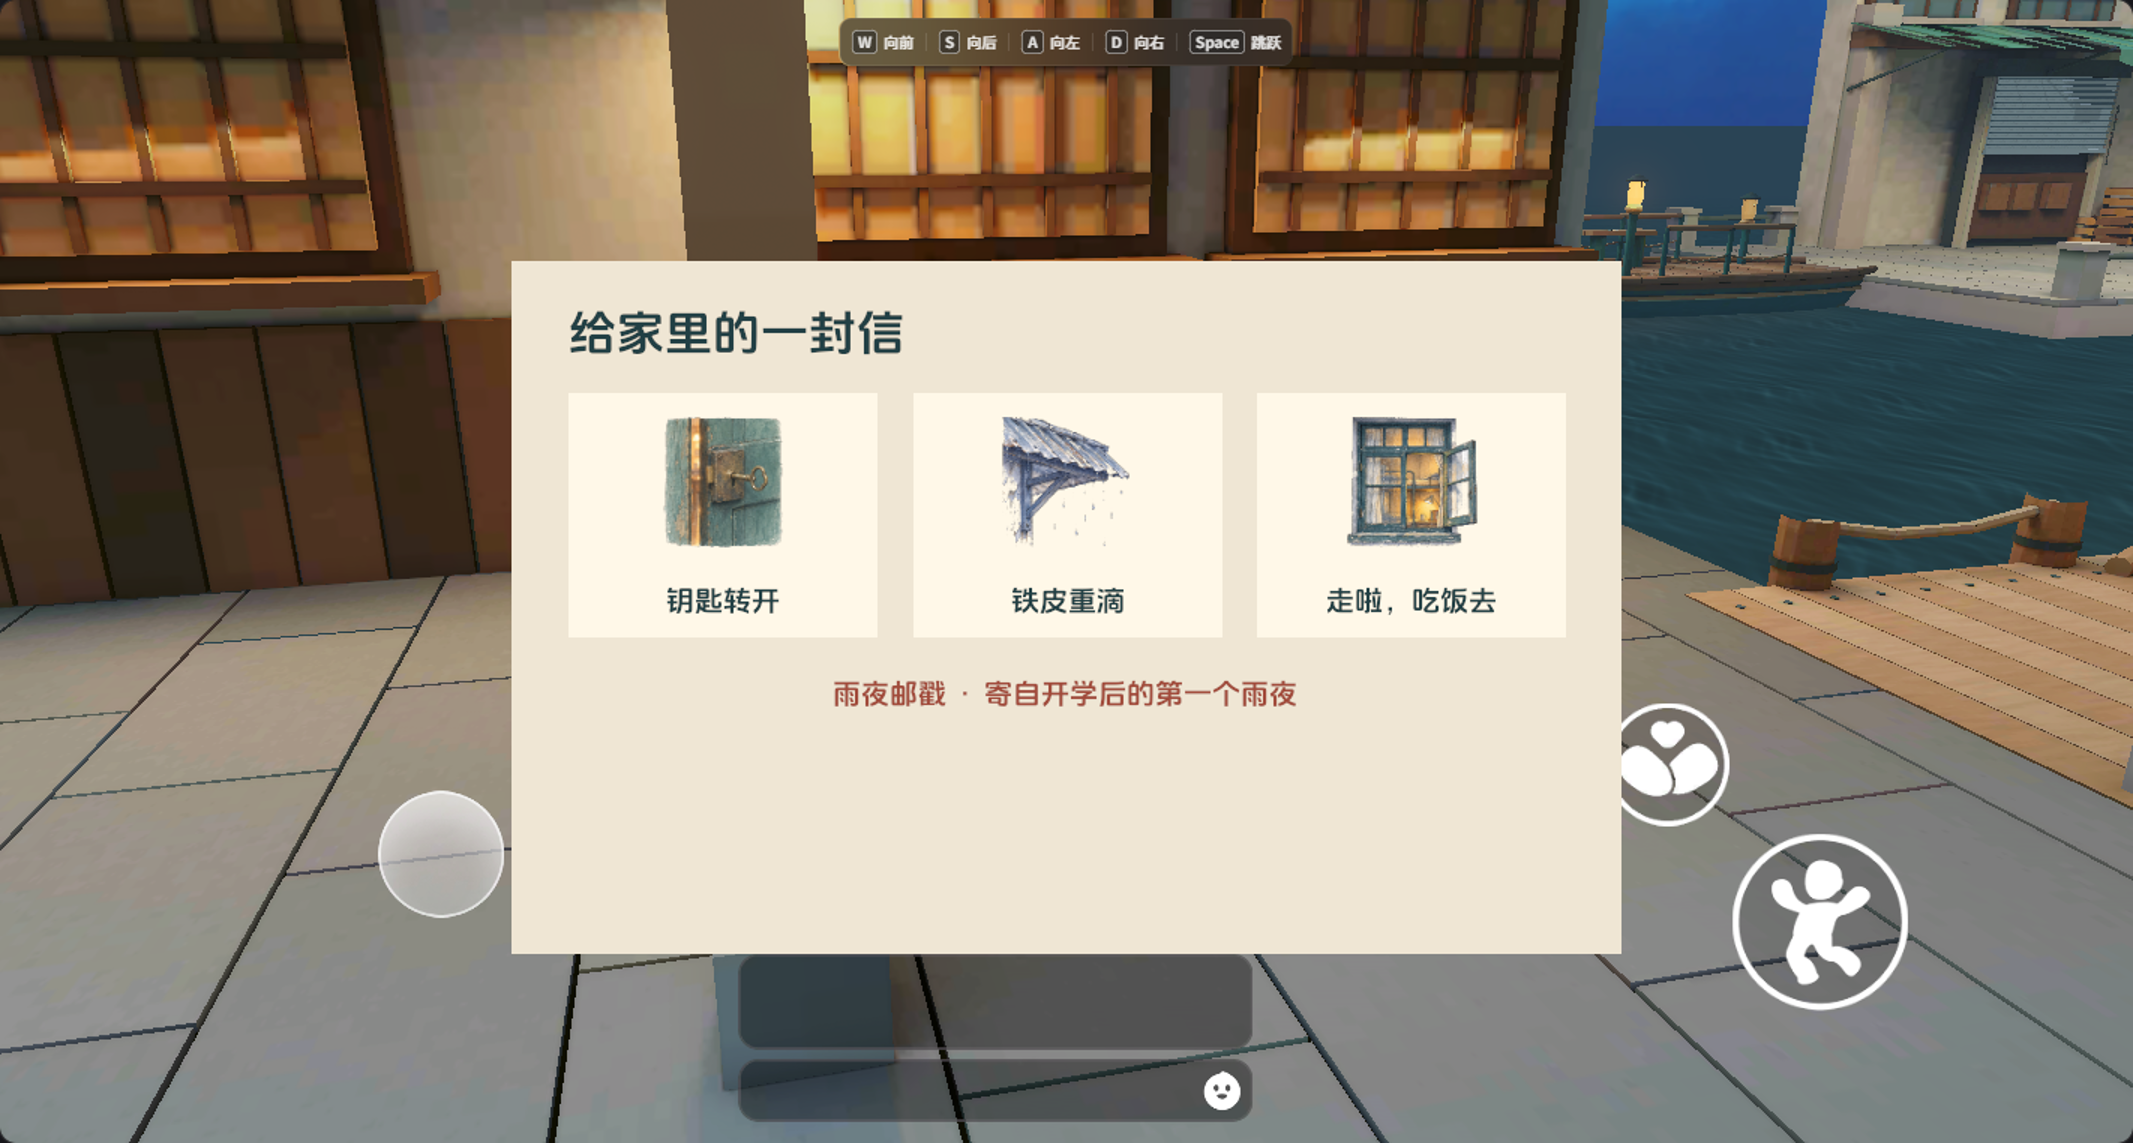 W 向前 S 向后 A 向左 D 向右 Space 跳跃
给家里的一封信
钥匙转开
铁皮重滴
走啦，吃饭去
雨夜邮戳 · 寄自开学后的第一个雨夜